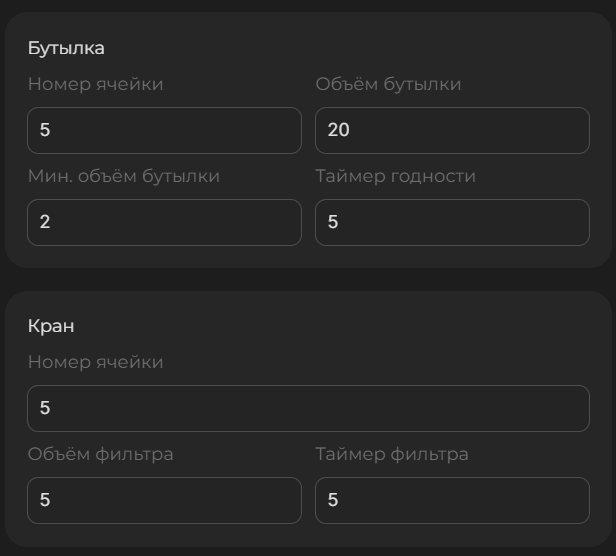 Бутылка
Номер ячейки Объём бутылки
5 20
Мин. объём бутылки Таймер годности
2 5
Кран
Номер ячейки
5
Объём фильтра Таймер фильтра
5 5